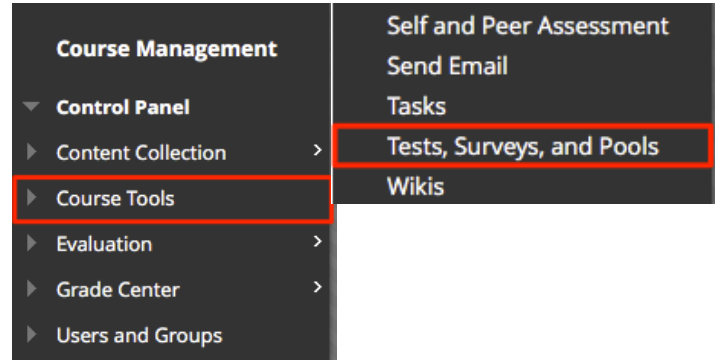 Course Management
Control Panel
Content Collection
Course Tools
Evaluation
Grade Center
Users and Groups
Self and Peer Assessment
Send Email
Tasks
Tests, Surveys, and Pools
Wikis